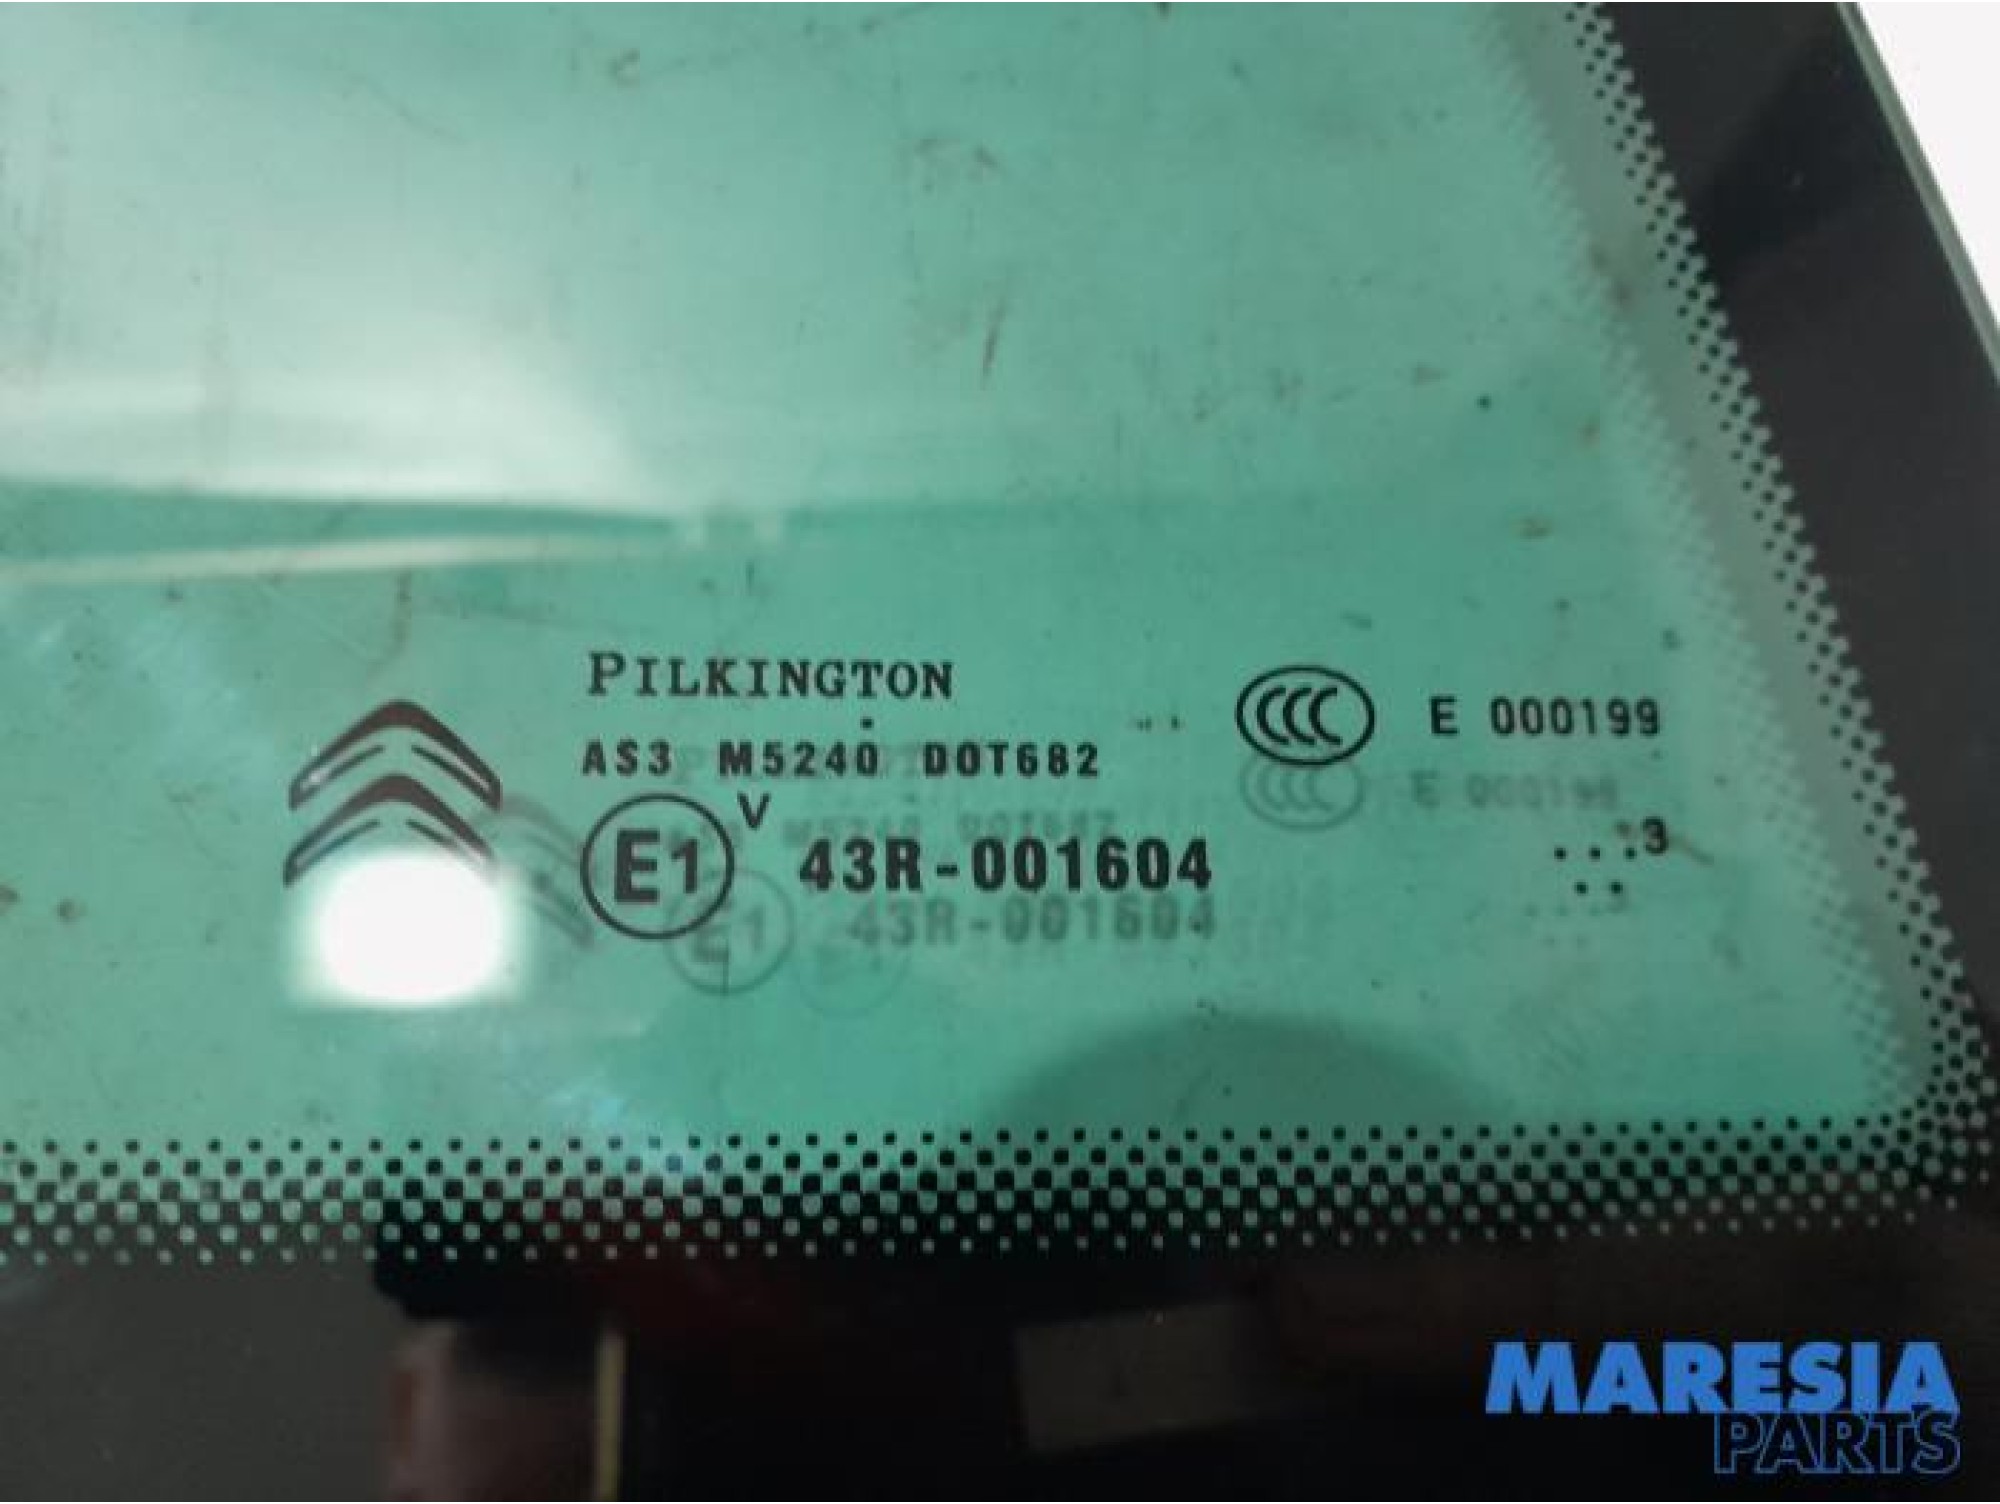 PILKINGTON
AS3 M5240 DOT682
V
E1 43R-001604
CCC E 000199
. . . 3
. .
MARESIA
PARTS